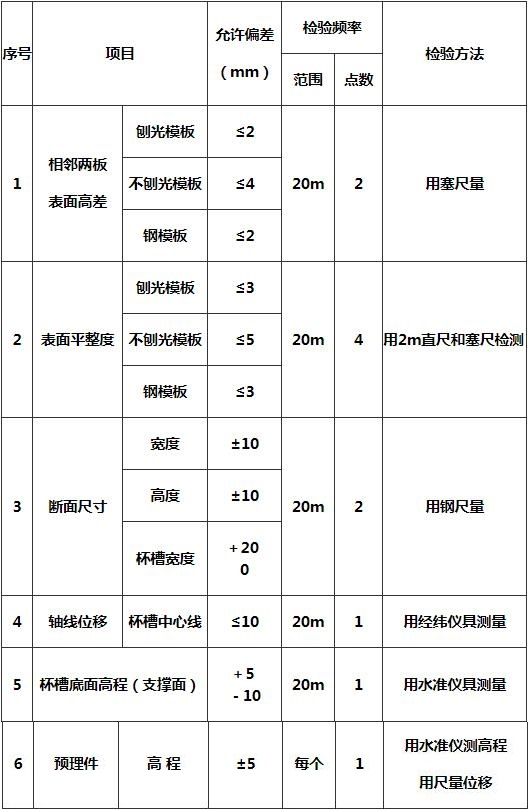 序号
项目
允许偏差
（mm）
检验频率
范围
点数
检验方法
1
相邻两板
表面高差
刨光模板
≤2
不刨光模板
≤4
钢模板
≤2
20m
2
用塞尺量
2
表面平整度
刨光模板
≤3
不刨光模板
≤5
钢模板
≤3
20m
4
用2m直尺和塞尺检测
3
断面尺寸
宽度
±10
高度
±10
杯槽宽度
+20
0
20m
2
用钢尺量
4
轴线位移
杯槽中心线
≤10
20m
1
用经纬仪具测量
5
杯槽底面高程（支撑面）
+5
-10
20m
1
用水准仪具测量
6
预理件
高 程
±5
每个
1
用水准仪测高程
用尺量位移